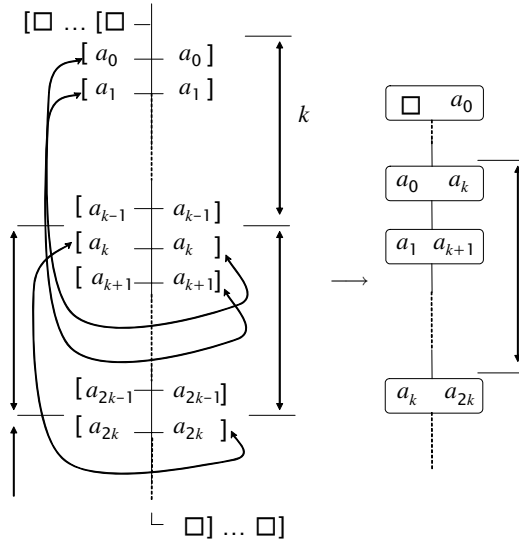 [□ … [□
[ a₀ a₀ ]
[ a₁ a₁ ]
k
[ aₖ₋₁ aₖ₋₁]
[ aₖ aₖ ]
[ aₖ₊₁ aₖ₊₁]
[ a₂ₖ₋₁ a₂ₖ₋₁]
[ a₂ₖ a₂ₖ ]
□] … □]
→
□ a₀
a₀ aₖ
a₁ aₖ₊₁
aₖ a₂ₖ